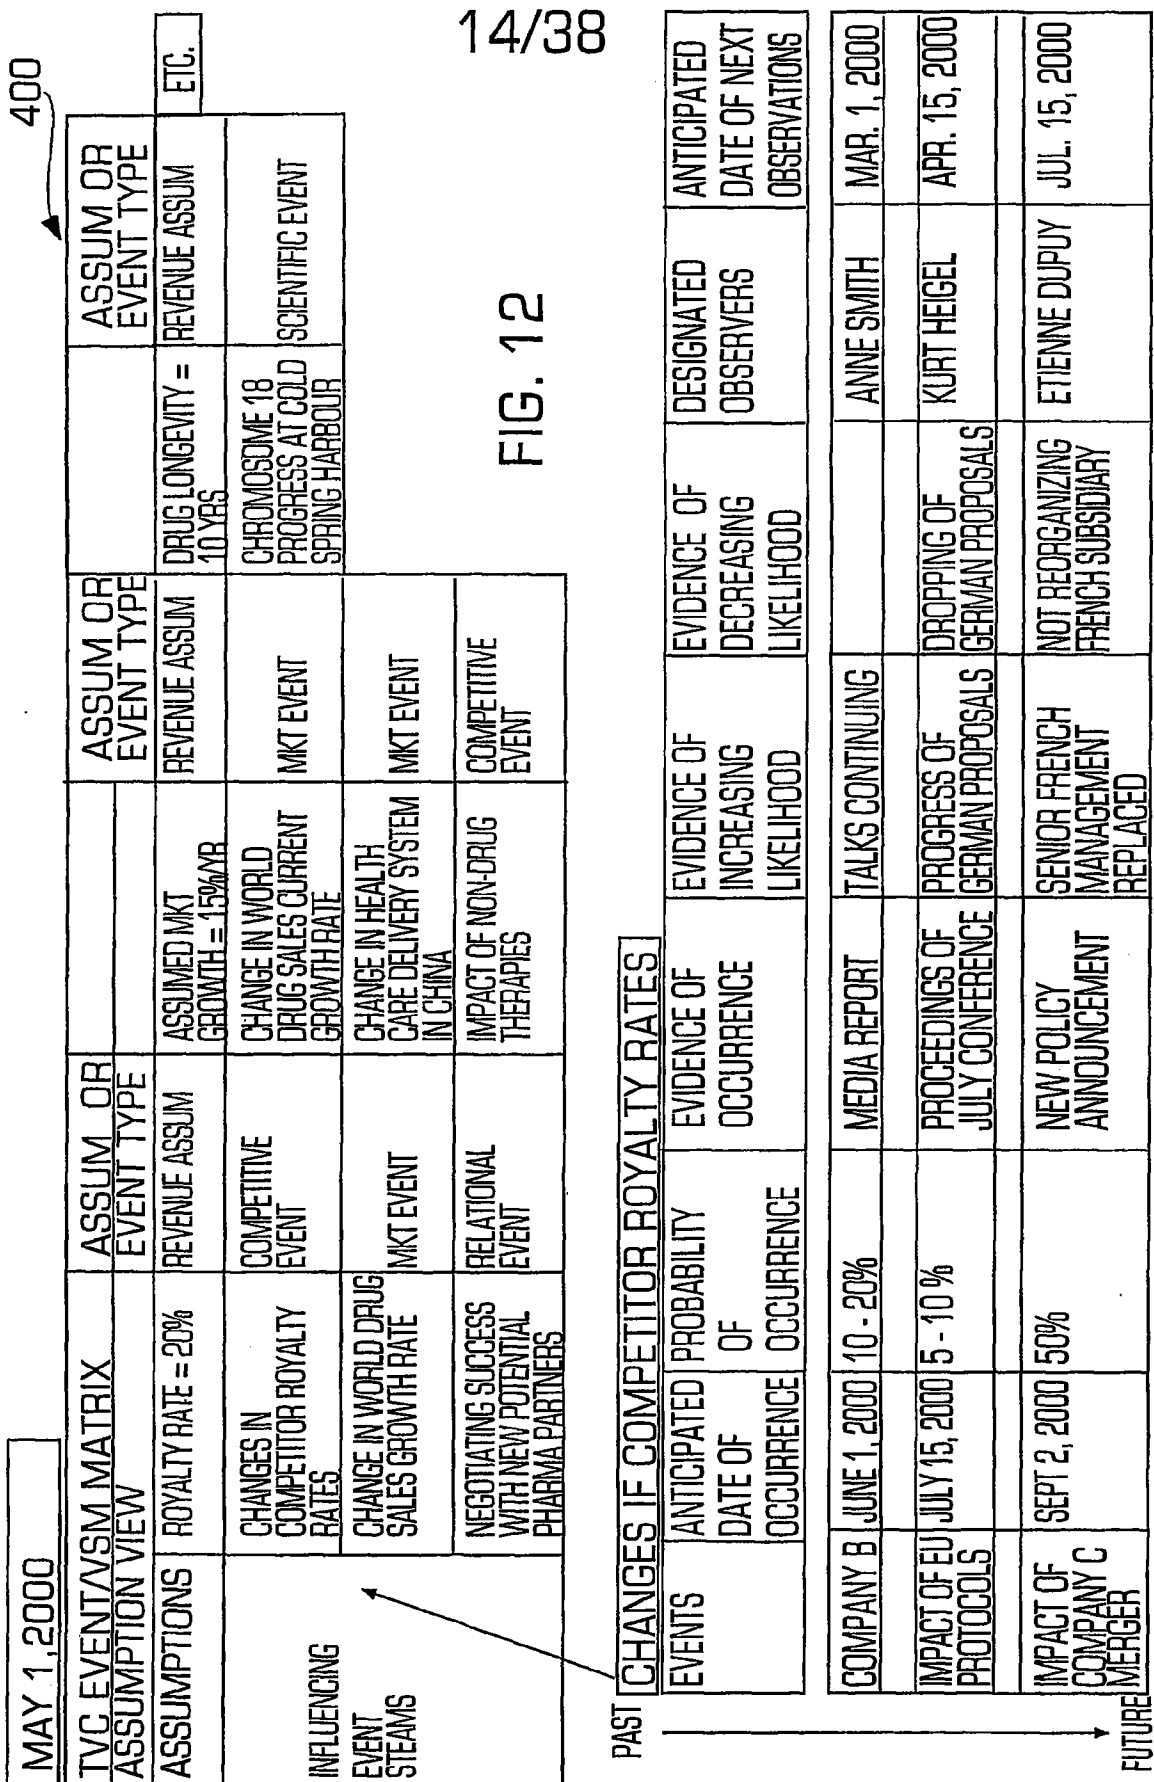 14/38
400
MAY 1,2000
TVC EVENT/VSM MATRIX
ASSUMPTION VIEW
ASSUM OR
EVENT TYPE
ASSUM OR
EVENT TYPE
ASSUM OR
EVENT TYPE
ASSUMPTIONS
ROYALTY RATE = 20%
REVENUE ASSUM
ASSUMED MKT
GROWTH = 15%/YR
REVENUE ASSUM
DRUG LONGEVITY =
10 YRS
REVENUE ASSUM
ETC.
INFLUENCING
EVENT
STEAMS
CHANGES IN
COMPETITOR ROYALTY
RATES
COMPETITIVE
EVENT
CHANGE IN WORLD
DRUG SALES CURRENT
GROWTH RATE
MKT EVENT
CHROMOSOME 18
PROGRESS AT COLD
SPRING HARBOUR
SCIENTIFIC EVENT
CHANGE IN WORLD DRUG
SALES GROWTH RATE
MKT EVENT
CHANGE IN HEALTH
CARE DELIVERY SYSTEM
IN CHINA
MKT EVENT
NEGOTIATING SUCCESS
WITH NEW POTENTIAL
PHARMA PARTNERS
RELATIONAL
EVENT
IMPACT OF NON-DRUG
THERAPIES
COMPETITIVE
EVENT
FIG. 12
PAST
FUTURE
CHANGES IF COMPETITOR ROYALTY RATES
EVENTS
ANTICIPATED
DATE OF
OCCURRENCE
PROBABILITY
OF
OCCURRENCE
EVIDENCE OF
OCCURRENCE
EVIDENCE OF
INCREASING
LIKELIHOOD
EVIDENCE OF
DECREASING
LIKELIHOOD
DESIGNATED
OBSERVERS
ANTICIPATED
DATE OF NEXT
OBSERVATIONS
COMPANY B
JUNE 1, 2000
10 - 20%
MEDIA REPORT
TALKS CONTINUING
ANNE SMITH
MAR. 1, 2000
IMPACT OF EU
PROTOCOLS
JULY 15, 2000
5 - 10 %
PROCEEDINGS OF
JULY CONFERENCE
PROGRESS OF
GERMAN PROPOSALS
DROPPING OF
GERMAN PROPOSALS
KURT HEIGEL
APR. 15, 2000
IMPACT OF
COMPANY C
MERGER
SEPT 2, 2000
50%
NEW POLICY
ANNOUNCEMENT
SENIOR FRENCH
MANAGEMENT
REPLACED
NOT REORGANIZING
FRENCH SUBSIDIARY
ETIENNE DUPUY
JUL. 15, 2000